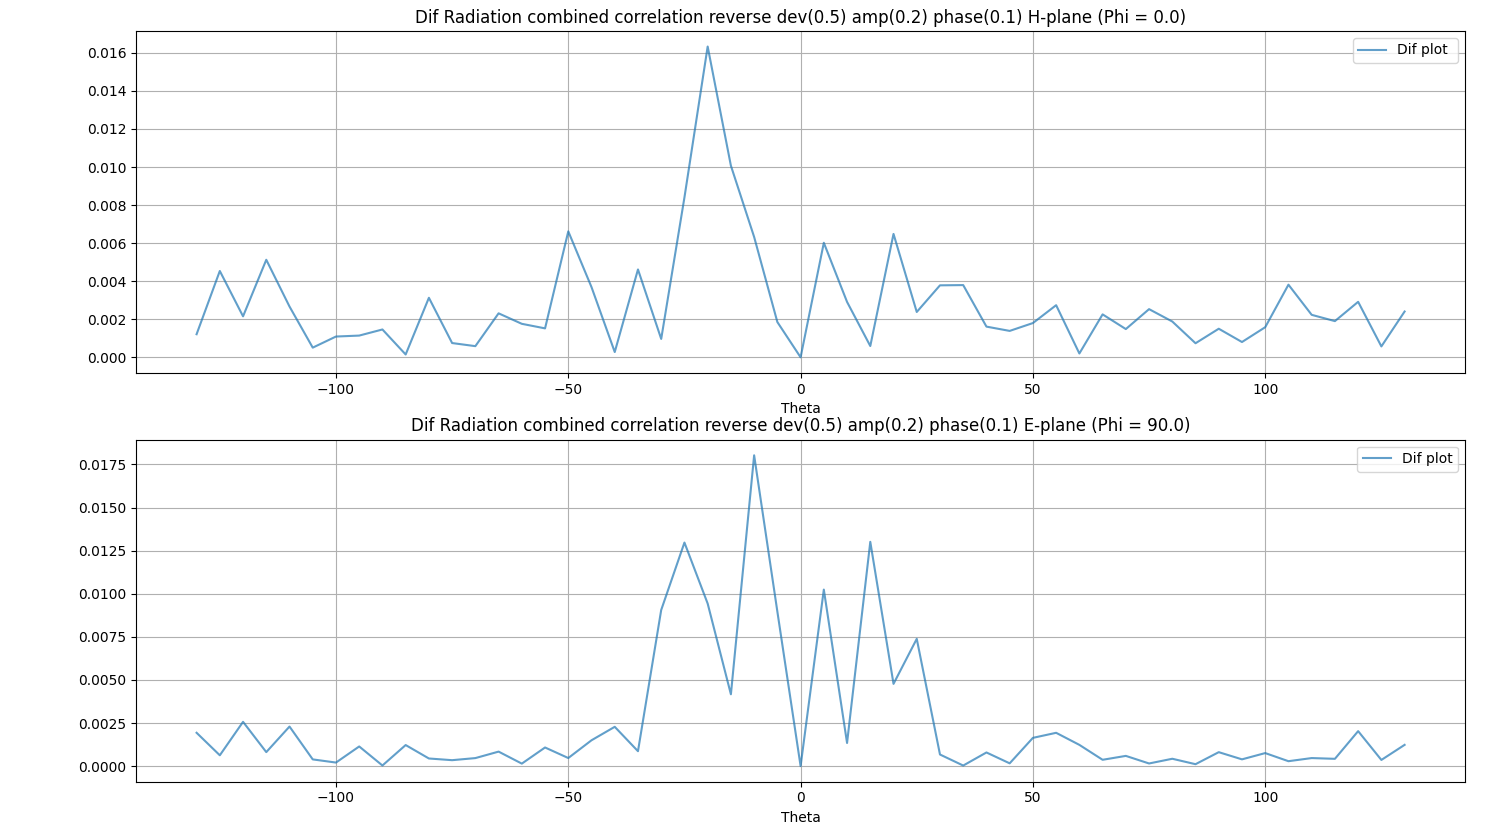 Dif Radiation combined correlation reverse dev(0.5) amp(0.2) phase(0.1) H-plane (Phi = 0.0)
Dif plot
0.016
0.014
0.012
0.010
0.008
0.006
0.004
0.002
0.000
−100 −50 0 50 100
Theta
Dif Radiation combined correlation reverse dev(0.5) amp(0.2) phase(0.1) E-plane (Phi = 90.0)
Dif plot
0.0175
0.0150
0.0125
0.0100
0.0075
0.0050
0.0025
0.0000
−100 −50 0 50 100
Theta